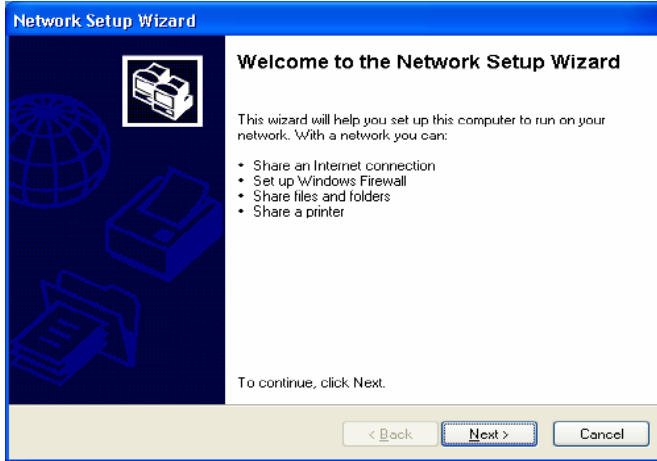 Network Setup Wizard
Welcome to the Network Setup Wizard
This wizard will help you set up this computer to run on your
network. With a network you can:
• Share an Internet connection
• Set up Windows Firewall
• Share files and folders
• Share a printer
To continue, click Next.
< Back Next > Cancel